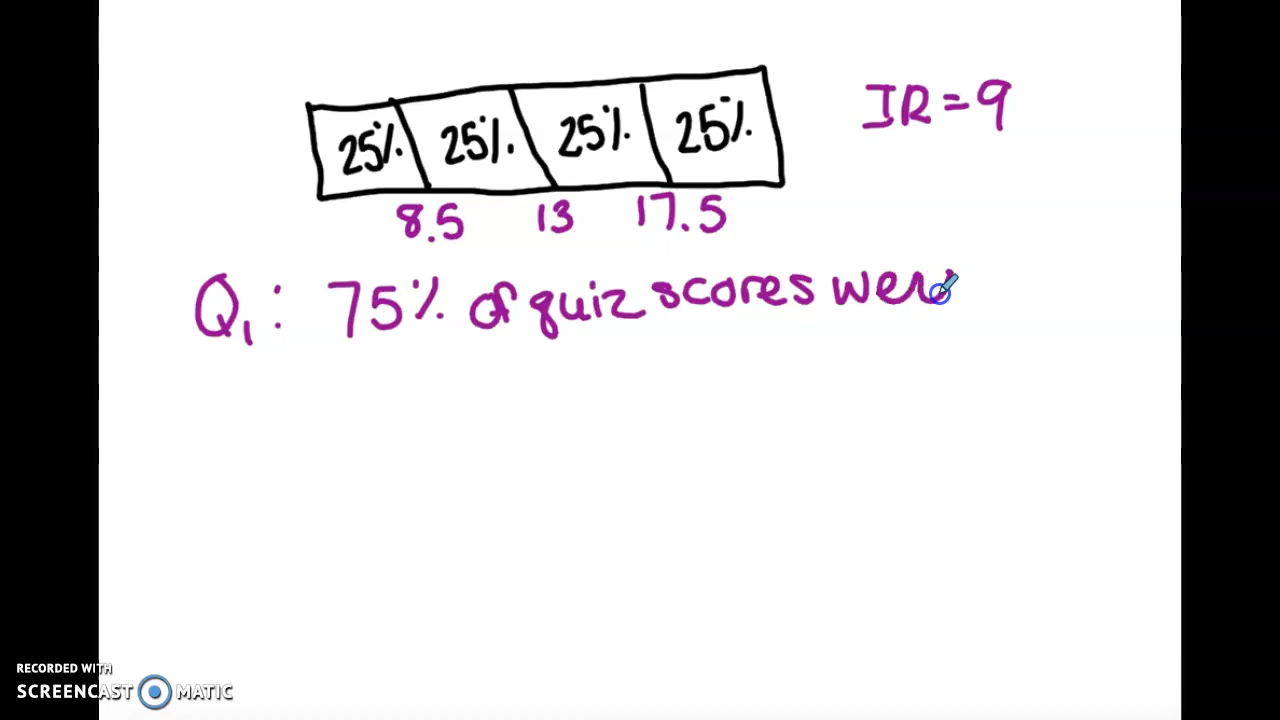 25% 25% 25% 25% IR = 9
8.5 13 17.5
Q1: 75% of quiz scores wer
RECORDED WITH
SCREENCAST MATIC